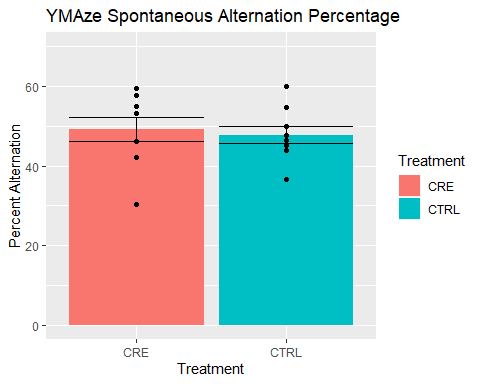 YMAze Spontaneous Alternation Percentage
60
40
20
0
Percent Alternation
CRE
CTRL
Treatment
Treatment
CRE
CTRL